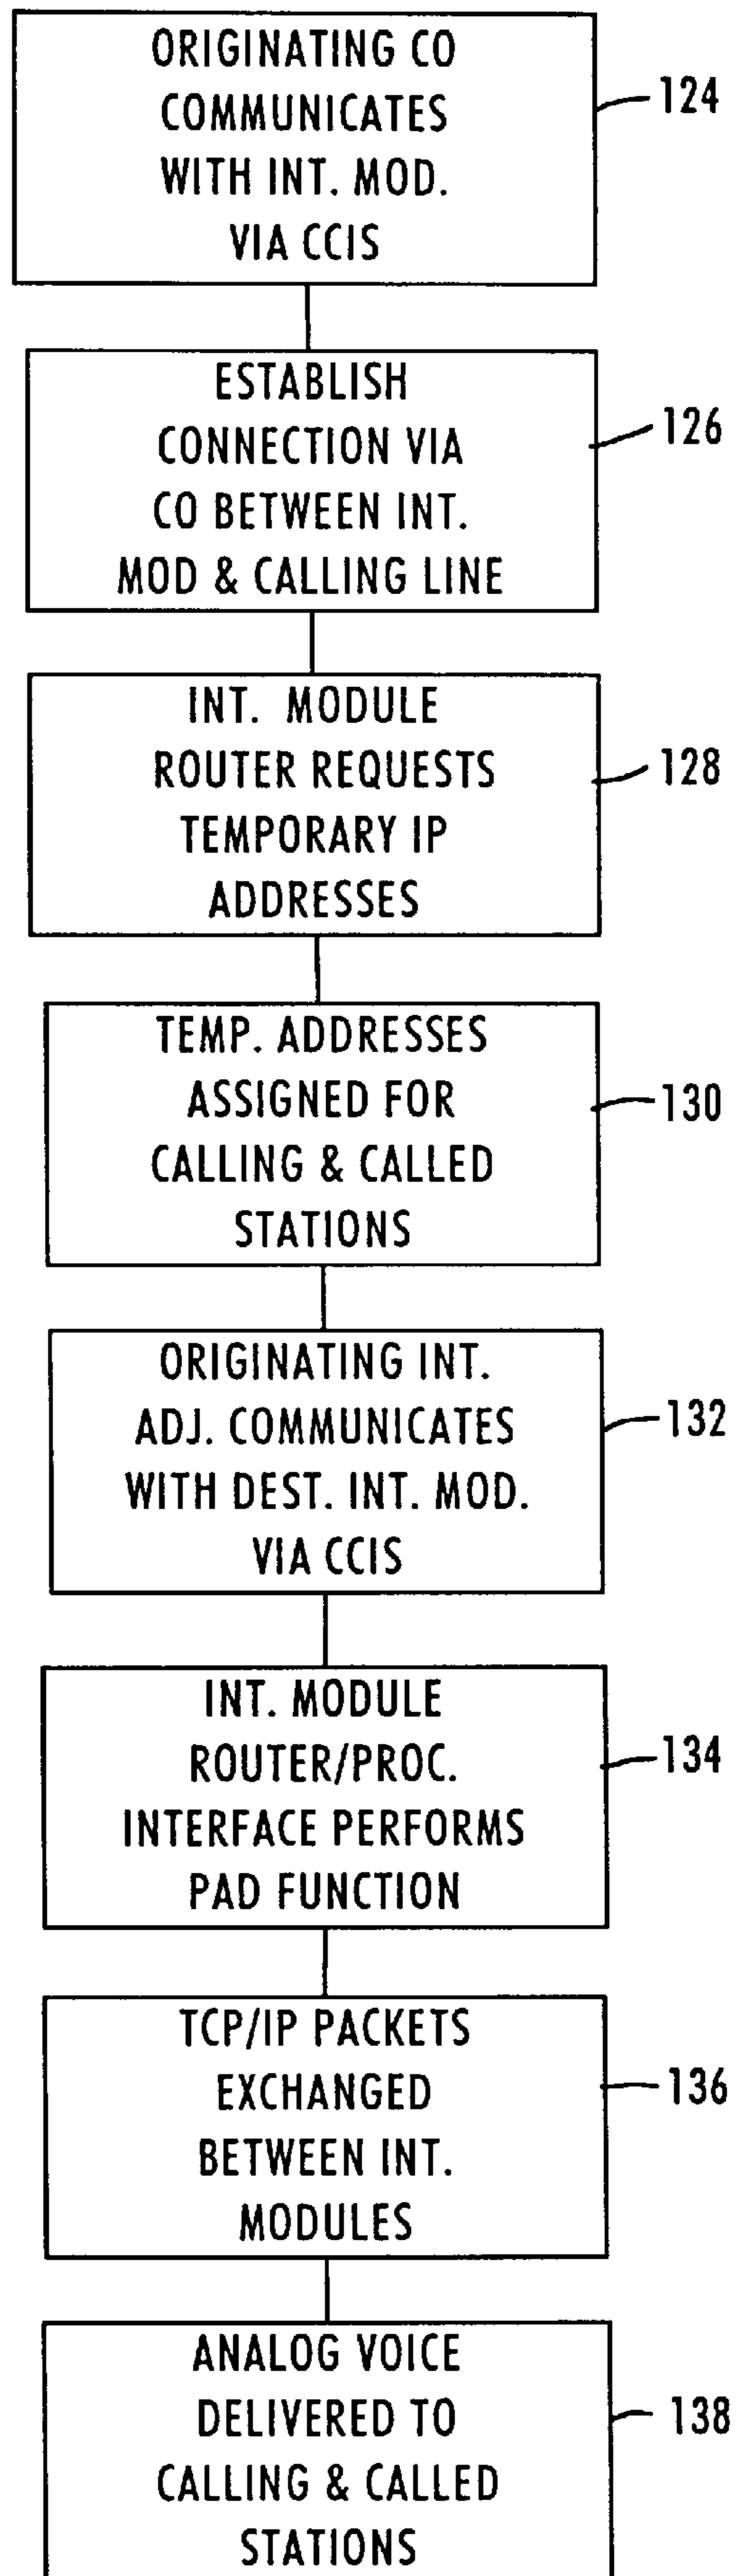 ORIGINATING CO
COMMUNICATES
WITH INT. MOD.
VIA CCIS
124
ESTABLISH
CONNECTION VIA
CO BETWEEN INT.
MOD & CALLING LINE
126
INT. MODULE
ROUTER REQUESTS
TEMPORARY IP
ADDRESSES
128
TEMP. ADDRESSES
ASSIGNED FOR
CALLING & CALLED
STATIONS
130
ORIGINATING INT.
ADJ. COMMUNICATES
WITH DEST. INT. MOD.
VIA CCIS
132
INT. MODULE
ROUTER/PROC.
INTERFACE PERFORMS
PAD FUNCTION
134
TCP/IP PACKETS
EXCHANGED
BETWEEN INT.
MODULES
136
ANALOG VOICE
DELIVERED TO
CALLING & CALLED
STATIONS
138